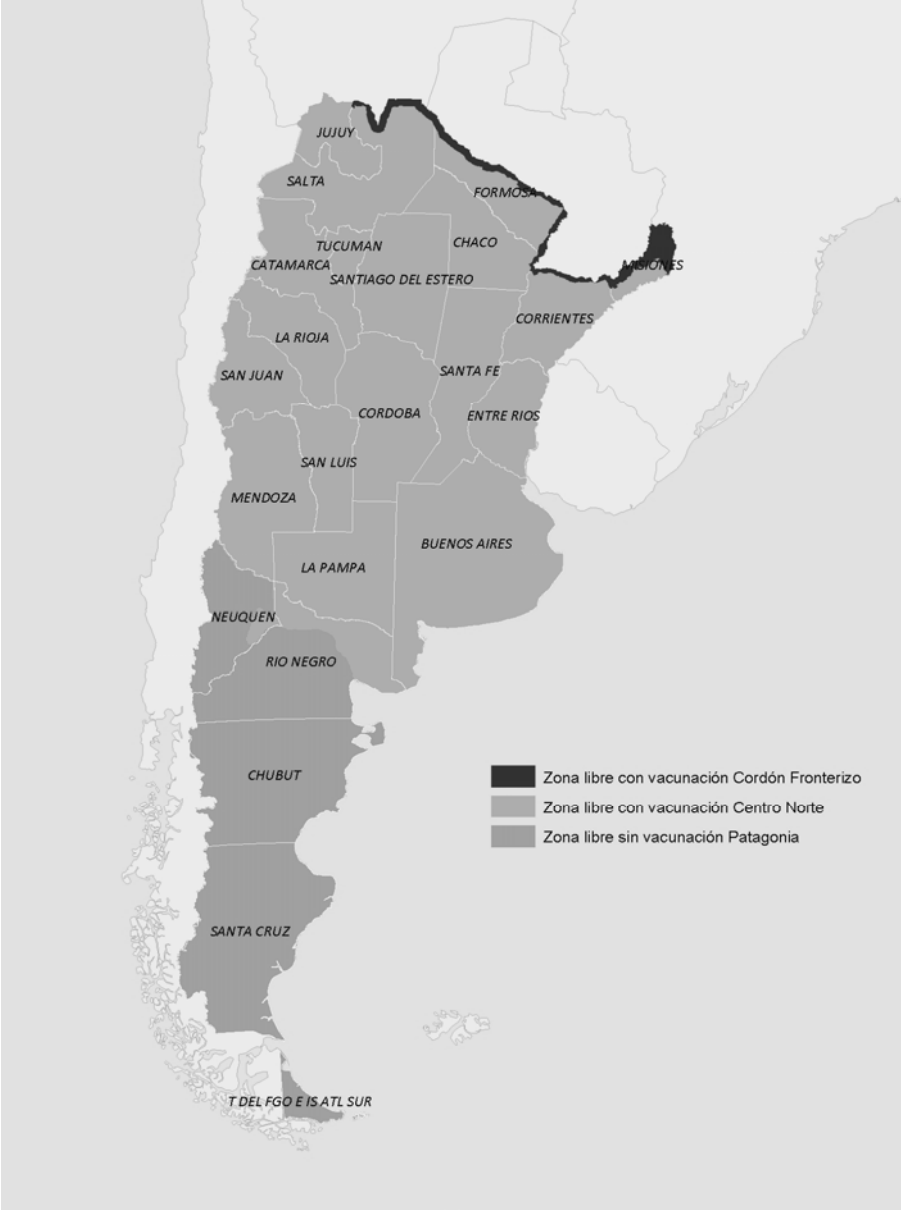 JUJUY
SALTA
FORMOSA
TUCUMAN
CHACO
CATAMARCA
MISIONES
SANTIAGO DEL ESTERO
CORRIENTES
LA RIOJA
SAN JUAN
SANTA FE
CORDOBA
ENTRE RIOS
SAN LUIS
MENDOZA
BUENOS AIRES
LA PAMPA
NEUQUEN
RIO NEGRO
CHUBUT
Zona libre con vacunación Cordón Fronterizo
Zona libre con vacunación Centro Norte
Zona libre sin vacunación Patagonia
SANTA CRUZ
T DEL FGO E IS ATL SUR